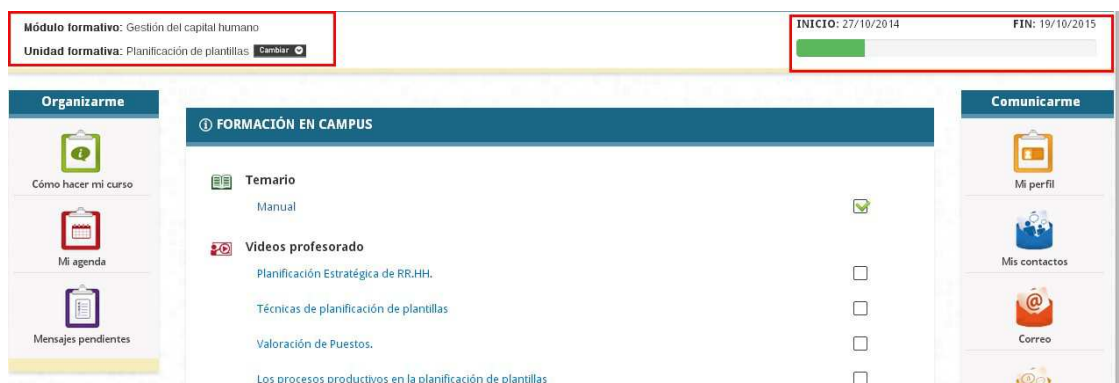 Módulo formativo: Gestión del capital humano
Unidad formativa: Planificación de plantillas Cambiar
INICIO: 27/10/2014 FIN: 19/10/2015
Organizarme
Cómo hacer mi curso
Mi agenda
Mensajes pendientes
FORMACIÓN EN CAMPUS
Temario
Manual
Videos profesorado
Planificación Estratégica de RR.HH.
Técnicas de planificación de plantillas
Valoración de Puestos.
Los procesos productivos en la planificación de plantillas
Comunicarme
Mi perfil
Mis contactos
Correo